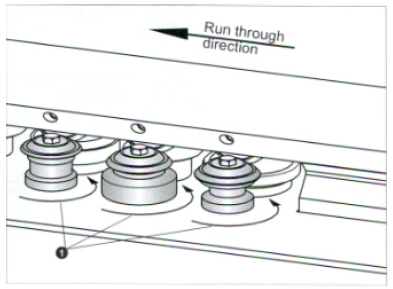 Run through
direction
1